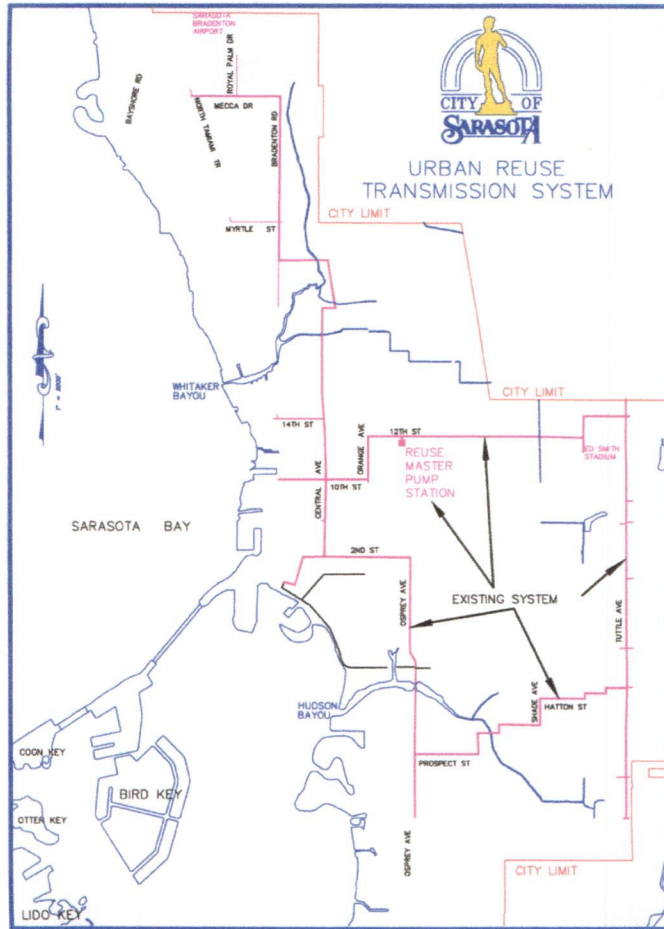 SARASOTA
BRADENTON
AIRPORT
ROYAL PALM DR
BAYSHORE RD
MECCA DR
NORTH TAMIAMI TR
BRADENTON RD
CITY OF
SARASOTA
URBAN REUSE
TRANSMISSION SYSTEM
CITY LIMIT
MYRTLE ST
WHITAKER
BAYOU
CITY LIMIT
14TH ST
ORANGE AVE
12TH ST
ED SMITH
STADIUM
REUSE
MASTER
PUMP
STATION
CENTRAL AVE
10TH ST
SARASOTA BAY
2ND ST
OSPREY AVE
EXISTING SYSTEM
TUTTLE AVE
HUDSON
BAYOU
SHADE AVE
HATTON ST
PROSPECT ST
COON KEY
BIRD KEY
OTTER KEY
OSPREY AVE
CITY LIMIT
LIDO KEY